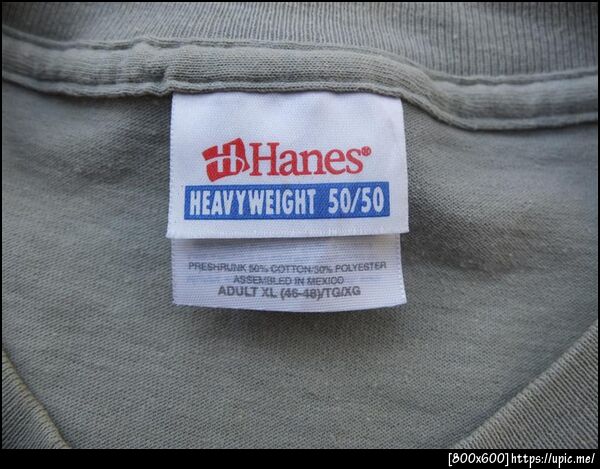 Hanes®
HEAVYWEIGHT 50/50
PRESHRUNK 50% COTTON/50% POLYESTER
ASSEMBLED IN MEXICO
ADULT XL (46-48)/TG/XG
[800x600]https://upic.me/